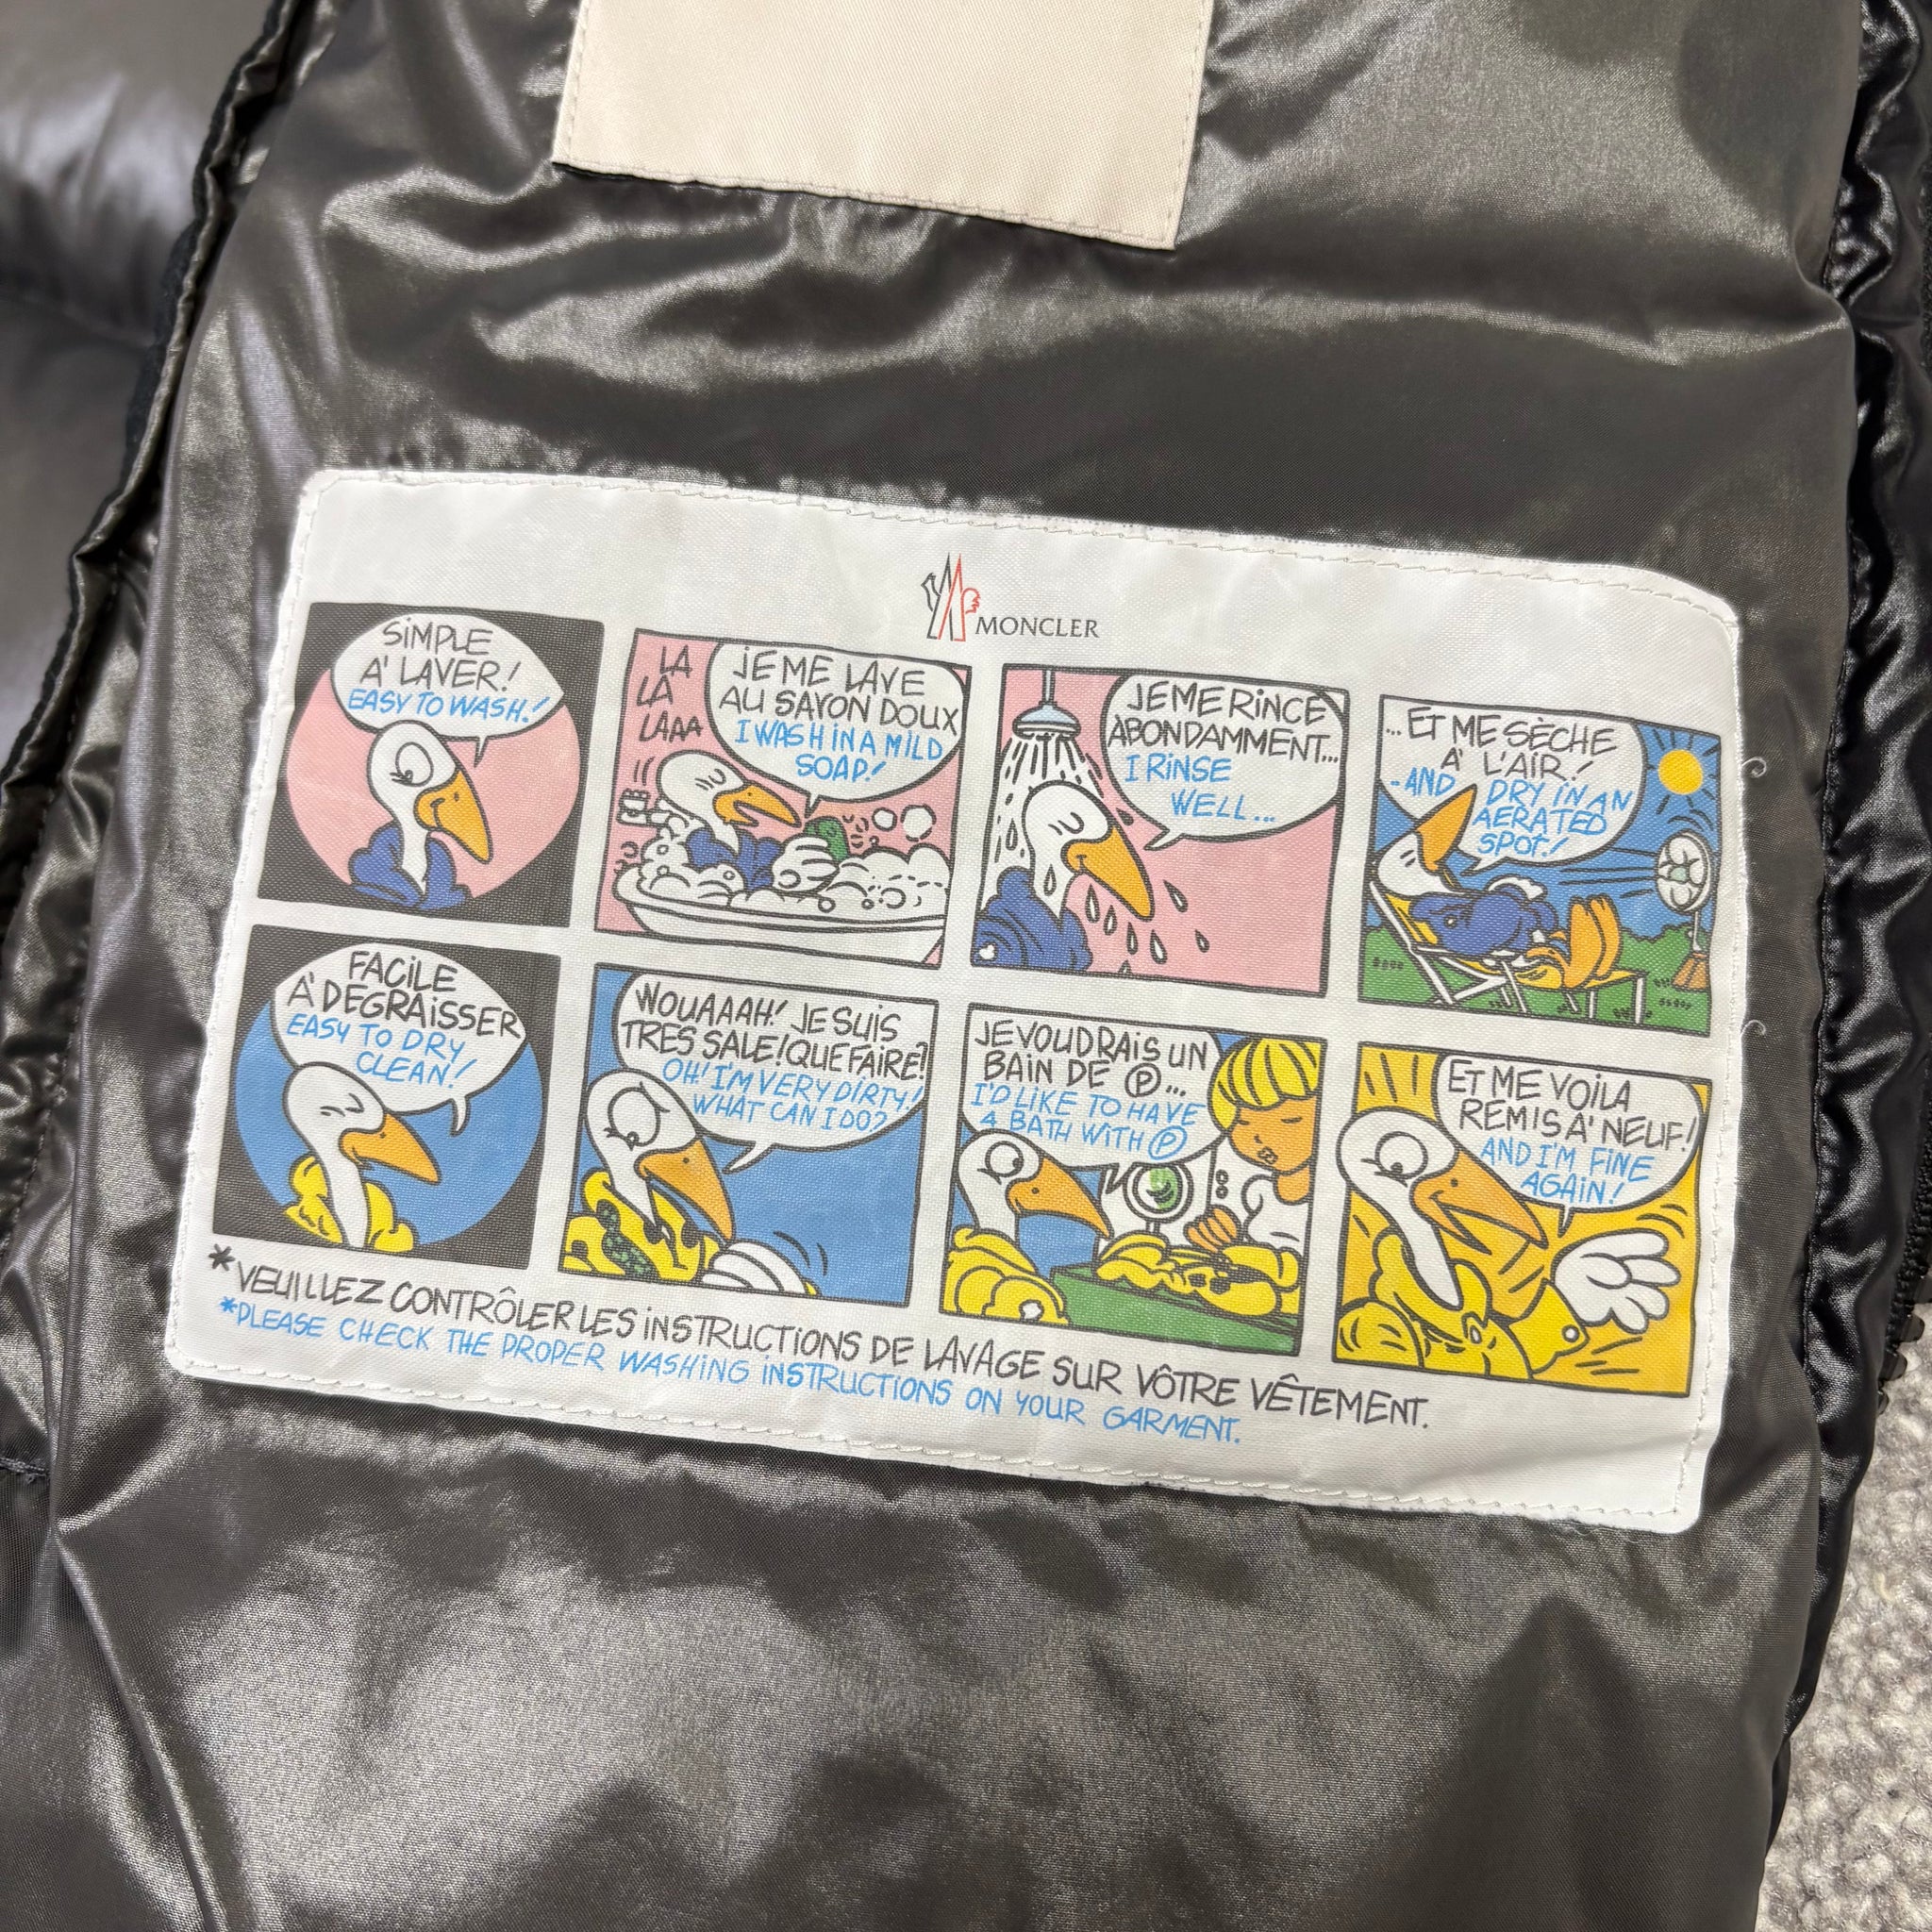 MONCLER
SiMPLE
A' LAVER!
EASY TO WASH!
LA
LA
LAAA
JE ME LAVE
AU SAVON DOUX
I WASH iN A MiLD
SOAP!
JE ME RiNCE
ABONDAMMENT...
I RiNSE
WELL...
...ET ME SÈCHE
A' L'AiR!
-AND DRY iN AN
AERATED
SPOT!
FACiLE
A' DEGRAiSSER
EASY TO DRY
CLEAN!
WOUAAAH! JE SUiS
TRES SALE! QUE FAiRE?
OH! I'M VERY DiRTY!
WHAT CAN I DO?
JE VOUDRAiS UN
BAiN DE Ⓟ...
I'D LiKE TO HAVE
A BATH WiTH Ⓟ
ET ME VOiLA
REMiS A' NEUF!
AND I'M FiNE
AGAiN!
*VEUiLLEZ CONTRÔLER LES iNSTRUCTiONS DE LAVAGE SUR VÔTRE VÊTEMENT.
*PLEASE CHECK THE PROPER WASHiNG iNSTRUCTiONS ON YOUR GARMENT.